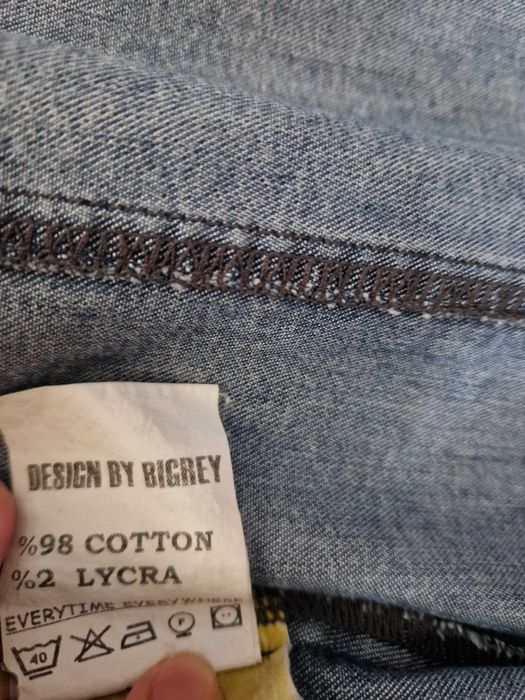 DESIGN BY BIGREY
%98 COTTON
%2 LYCRA
EVERYTIME EVERYWHERE
40